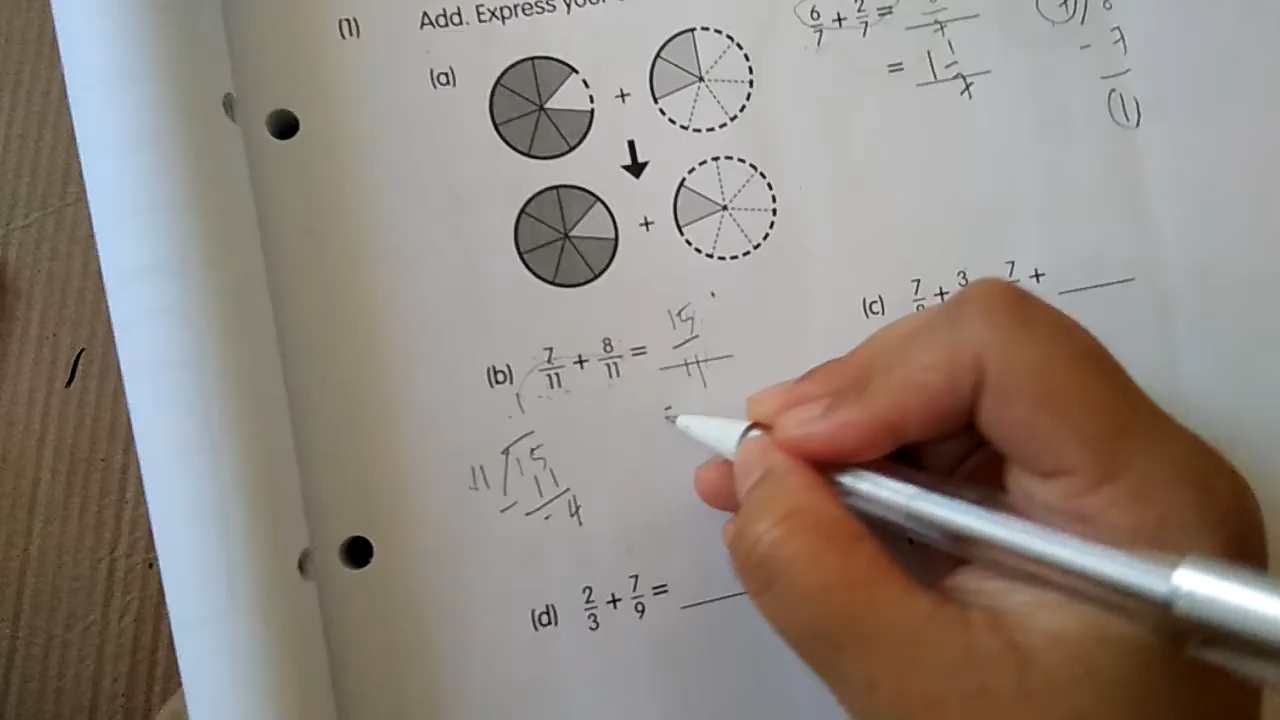 (1) Add. Express
(a) + 6/7 + 2/7 = 
= 1 1/7
- 7
(1)
+
(b) 7/11 + 8/11 = 15/11
(c) 7 + 3 7 +
11 15
- 11
4
(d) 2/3 + 7/9 =